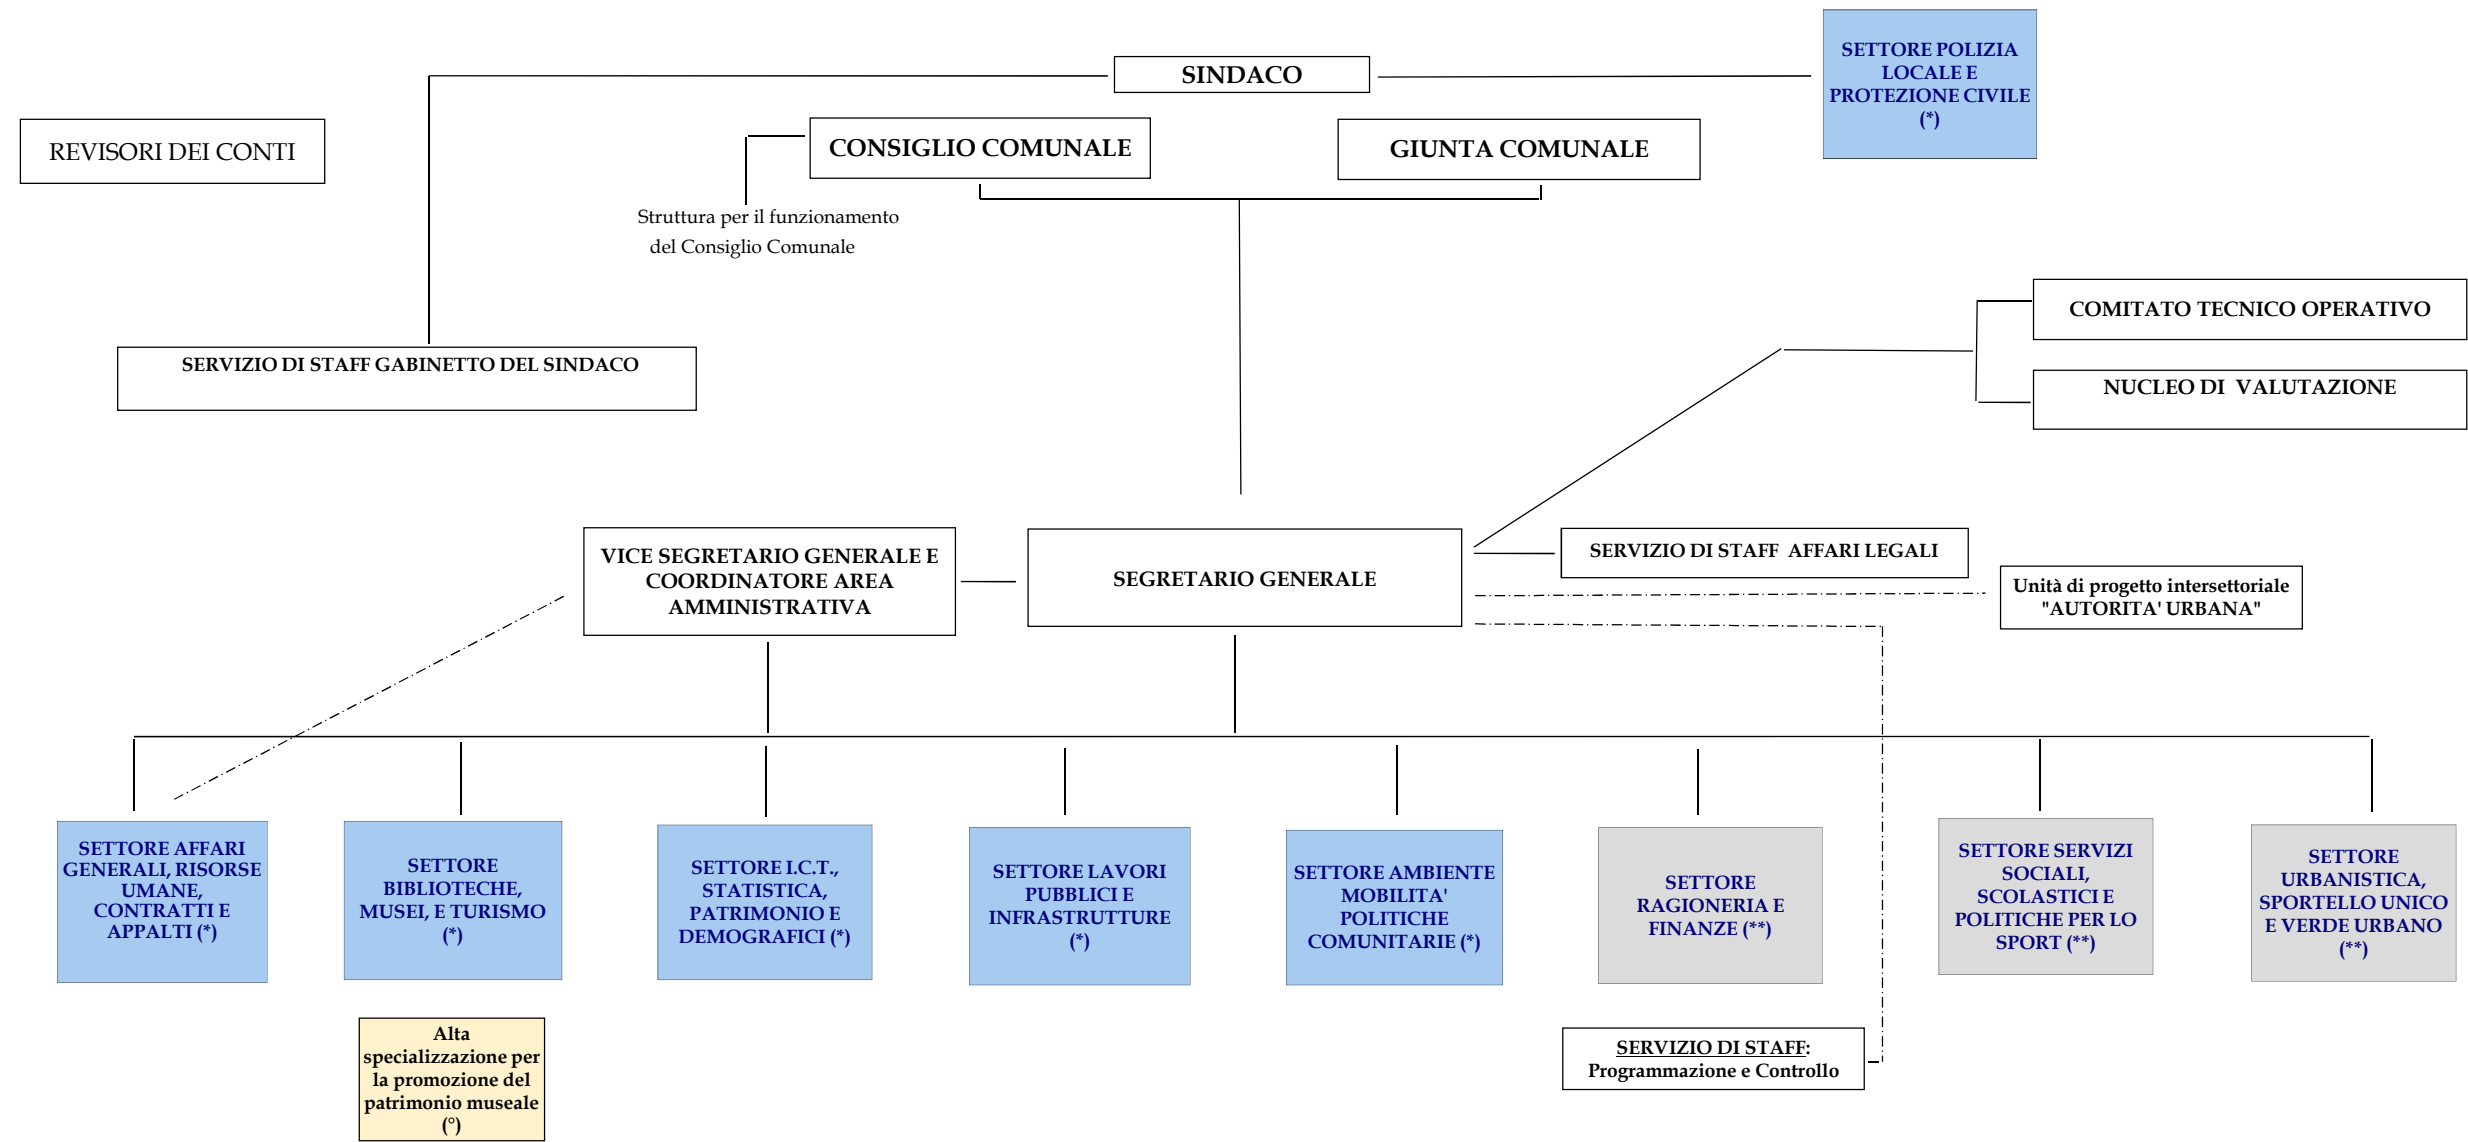 SETTORE POLIZIA
LOCALE E
PROTEZIONE CIVILE
(*)
SINDACO
REVISORI DEI CONTI
CONSIGLIO COMUNALE
GIUNTA COMUNALE
Struttura per il funzionamento
del Consiglio Comunale
COMITATO TECNICO OPERATIVO
SERVIZIO DI STAFF GABINETTO DEL SINDACO
NUCLEO DI VALUTAZIONE
VICE SEGRETARIO GENERALE E
COORDINATORE AREA
AMMINISTRATIVA
SEGRETARIO GENERALE
SERVIZIO DI STAFF AFFARI LEGALI
Unità di progetto intersettoriale
"AUTORITA' URBANA"
SETTORE AFFARI
GENERALI, RISORSE
UMANE,
CONTRATTI E
APPALTI (*)
SETTORE
BIBLIOTECHE,
MUSEI, E TURISMO
(*)
SETTORE I.C.T.,
STATISTICA,
PATRIMONIO E
DEMOGRAFICI (*)
SETTORE LAVORI
PUBBLICI E
INFRASTRUTTURE
(*)
SETTORE AMBIENTE
MOBILITA'
POLITICHE
COMUNITARIE (*)
SETTORE
RAGIONERIA E
FINANZE (**)
SETTORE SERVIZI
SOCIALI,
SCOLASTICI E
POLITICHE PER LO
SPORT (**)
SETTORE
URBANISTICA,
SPORTELLO UNICO
E VERDE URBANO
(**)
Alta
specializzazione per
la promozione del
patrimonio museale
(°)
SERVIZIO DI STAFF:
Programmazione e Controllo